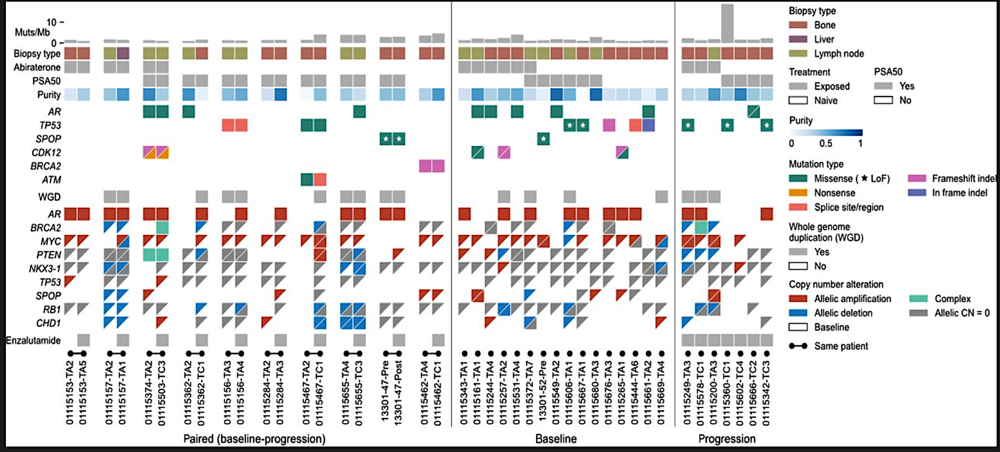 10
Muts/Mb
0
Biopsy type
Abiraterone
PSA50
Purity
AR
TP53
SPOP
CDK12
BRCA2
ATM
WGD
AR
BRCA2
MYC
PTEN
NKX3-1
TP53
SPOP
RB1
CHD1
Enzalutamide
01115153-TA2
01115153-TA5
01115157-TA2
01115157-TA1
01115374-TA2
01115503-TC3
01115362-TA2
01115362-TC1
01115156-TA3
01115156-TA4
01115284-TA2
01115284-TA3
01115467-TA2
01115467-TC1
01115655-TA4
01115655-TC3
13301-47-Pre
13301-47-Post
01115462-TA4
01115462-TC1
01115343-TA1
01115161-TA1
01115244-TA4
01115257-TA2
01115531-TA4
01115372-TA7
13301-52-Pre
01115549-TA2
01115606-TA1
01115667-TA1
01115680-TA3
01115676-TA3
01115265-TA1
01115444-TA6
01115661-TA2
01115669-TA4
01115249-TA3
01115578-TC1
01115200-TA3
01115360-TC1
01115602-TC4
01115666-TC2
01115342-TC3
Paired (baseline-progression)
Baseline
Progression
Biopsy type
Bone
Liver
Lymph node
Treatment
Exposed
Naive
PSA50
Yes
No
Purity
0 0.5 1
Mutation type
Missense ( ★ LoF)
Nonsense
Splice site/region
Frameshift indel
In frame indel
Whole genome
duplication (WGD)
Yes
No
Copy number alteration
Allelic amplification
Allelic deletion
Baseline
Complex
Allelic CN = 0
Same patient